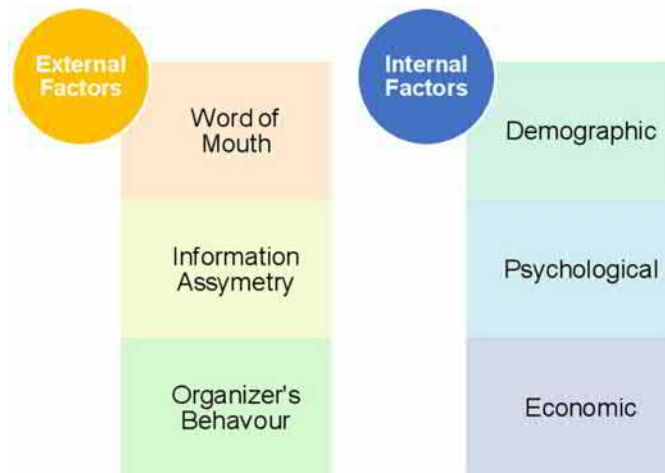 External
Factors
Word of
Mouth
Information
Assymetry
Organizer's
Behavour
Internal
Factors
Demographic
Psychological
Economic